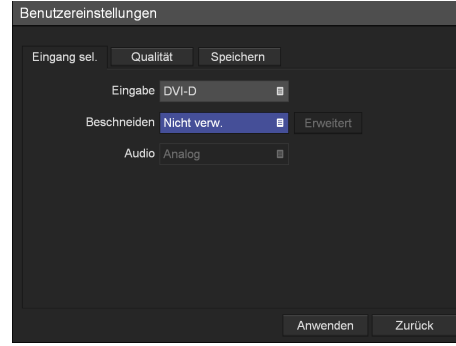 Benutzereinstellungen
Eingang sel. Qualität Speichern
Eingabe DVI-D
Beschneiden Nicht verw. Erweitert
Audio Analog
Anwenden Zurück